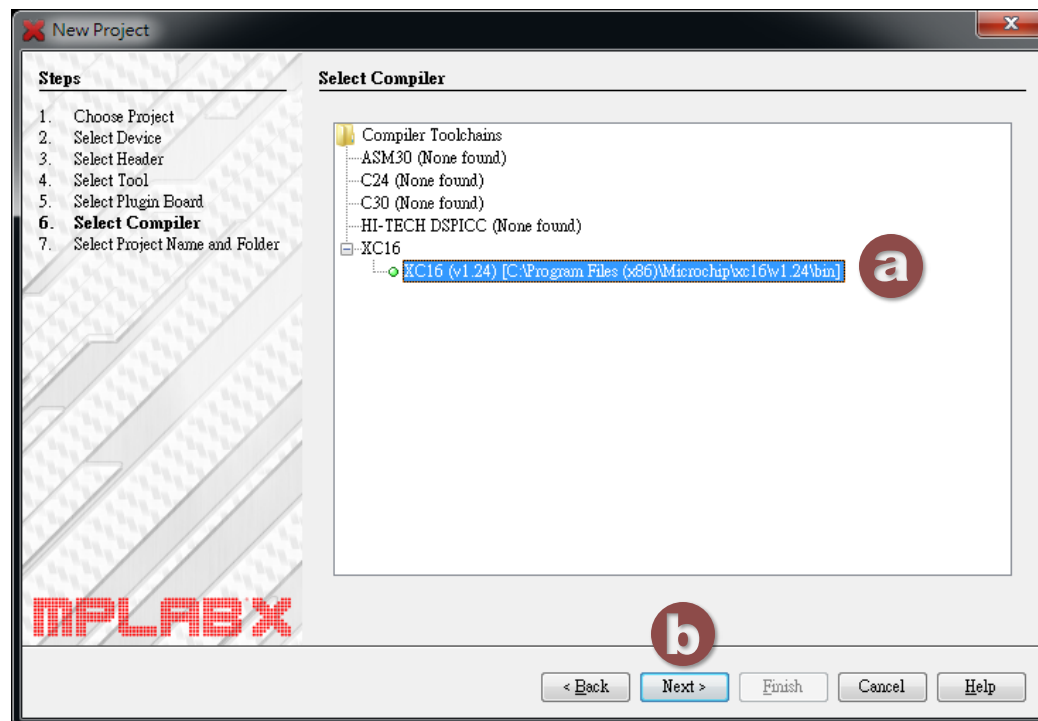 New Project
Steps
1. Choose Project
2. Select Device
3. Select Header
4. Select Tool
5. Select Plugin Board
6. Select Compiler
7. Select Project Name and Folder
Select Compiler
Compiler Toolchains
ASM30 (None found)
C24 (None found)
C30 (None found)
HI-TECH DSPICC (None found)
XC16
XC16 (v1.24) [C:\Program Files (x86)\Microchip\xc16\v1.24\bin]
a
MPLAB X
b
< Back
Next >
Finish
Cancel
Help